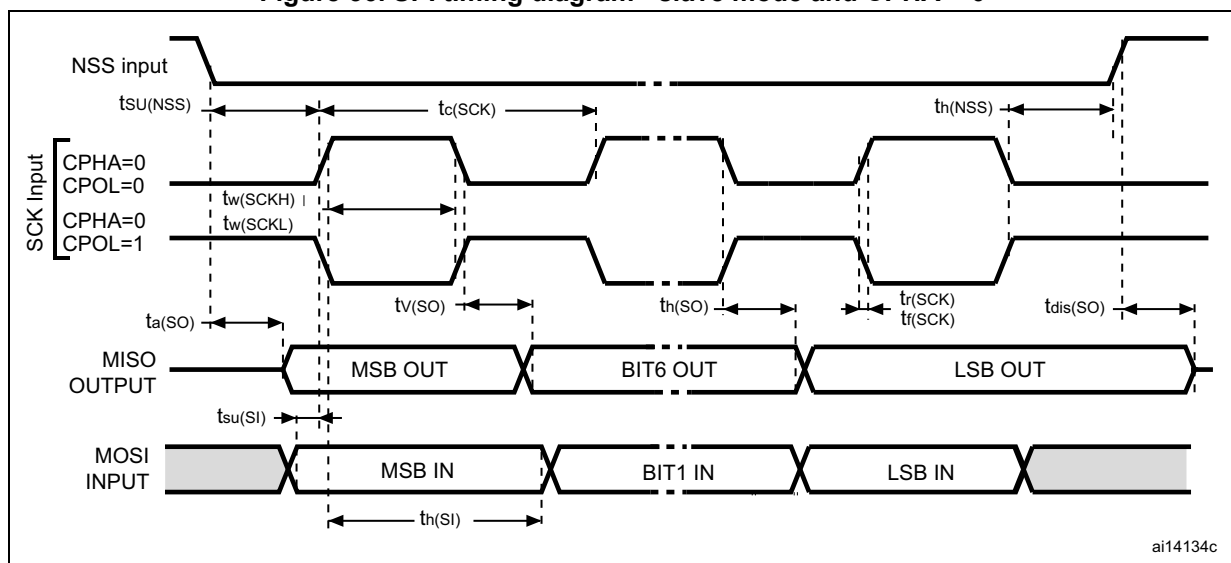 NSS input
tSU(NSS)
tc(SCK)
th(NSS)
SCK Input
CPHA=0
CPOL=0
tw(SCKH)
CPHA=0
tw(SCKL)
CPOL=1
tV(SO)
th(SO)
tr(SCK)
tf(SCK)
tdis(SO)
ta(SO)
MISO
OUTPUT
MSB OUT
BIT6 OUT
LSB OUT
tsu(SI)
MOSI
INPUT
MSB IN
BIT1 IN
LSB IN
th(SI)
ai14134c